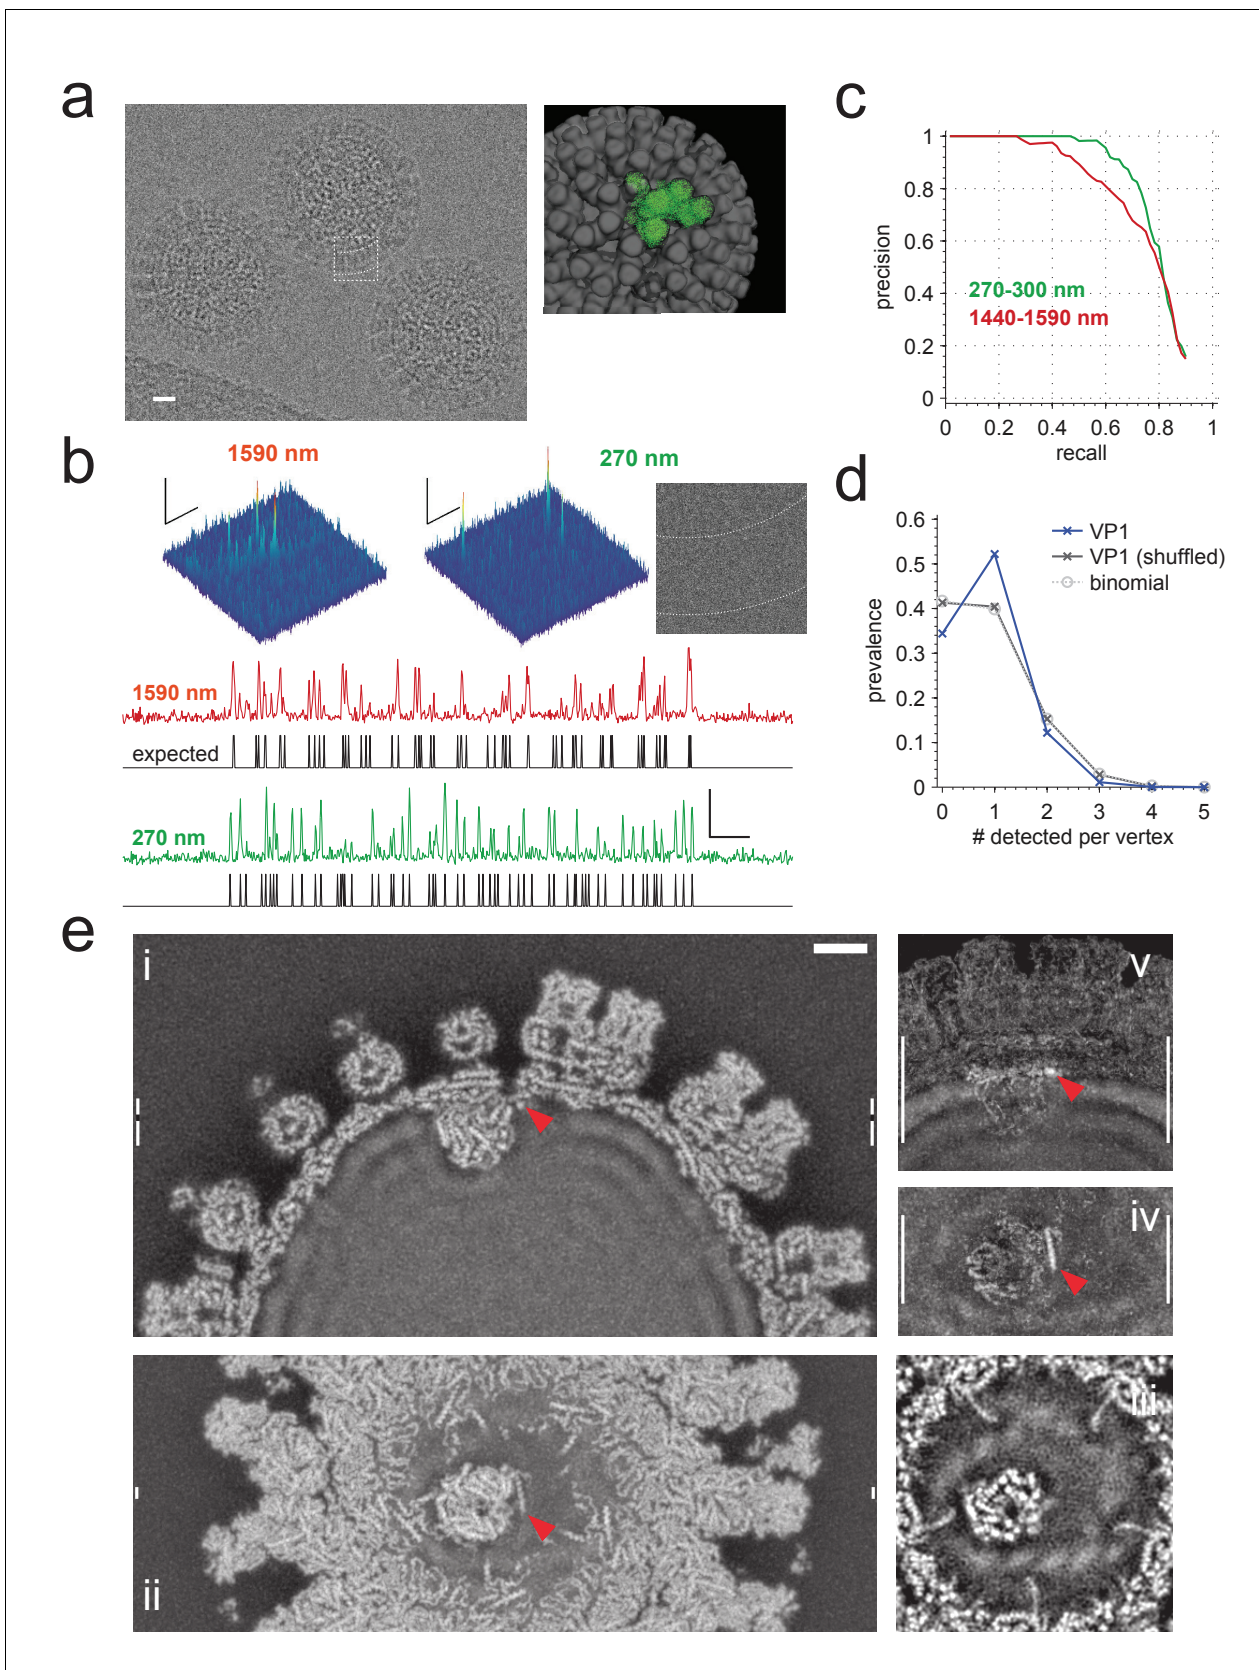 a
b
1590 nm
270 nm
1590 nm
expected
270 nm
c
1
0.8
0.6
0.4
0.2
0
precision
270-300 nm
1440-1590 nm
0 0.2 0.4 0.6 0.8 1
recall
d
0.6
0.5
0.4
0.3
0.2
0.1
0
prevalence
VP1
VP1 (shuffled)
binomial
0 1 2 3 4 5
# detected per vertex
e
i
v
iv
ii
iii